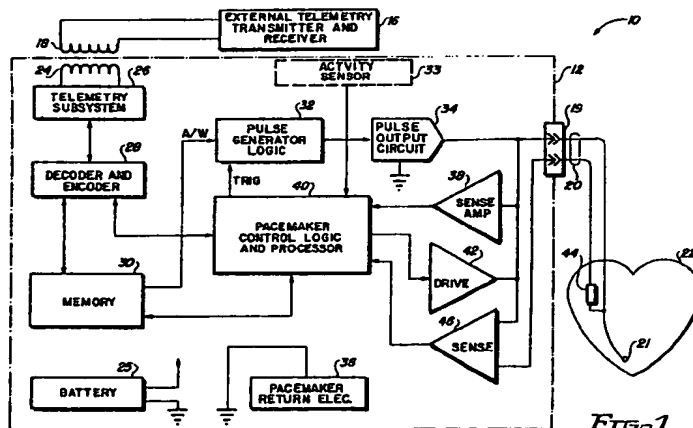 EXTERNAL TELEMETRY
TRANSMITTER AND
RECEIVER
16
18
10
ACTVITY
SENSOR
33
12
24
26
TELEMETRY
SUBSYSTEM
A/W
32
PULSE
GENERATOR
LOGIC
34
PULSE
OUTPUT
CIRCUIT
19
20
28
DECODER AND
ENCODER
TRIG
40
PACEMAKER
CONTROL LOGIC
AND PROCESSOR
38
SENSE
AMP
42
DRIVE
44
22
30
MEMORY
46
SENSE
21
25
BATTERY
36
PACEMAKER
RETURN ELEC.
FIG.1